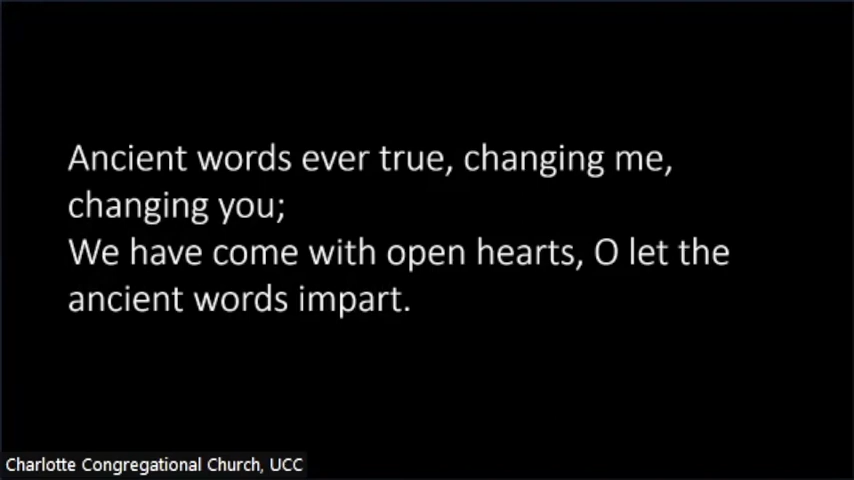 Ancient words ever true, changing me,
changing you;
We have come with open hearts, O let the
ancient words impart.
Charlotte Congregational Church, UCC